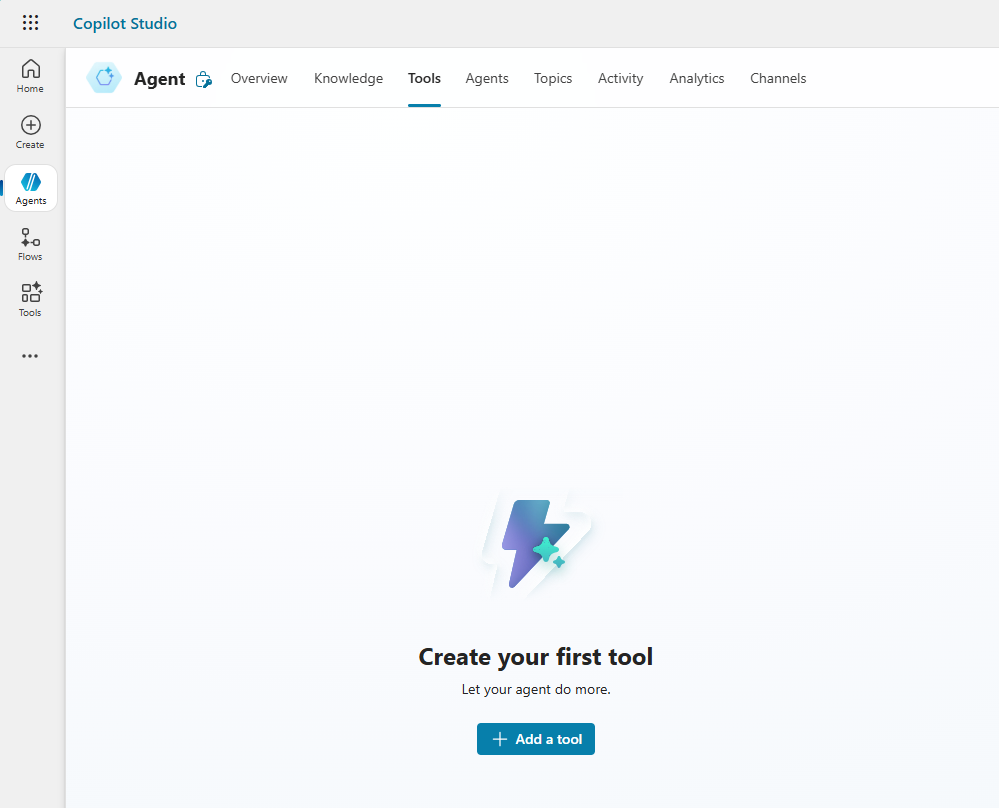 Copilot Studio
Home
Create
Agents
Flows
Tools
Agent Overview Knowledge Tools Agents Topics Activity Analytics Channels
Create your first tool
Let your agent do more.
Add a tool